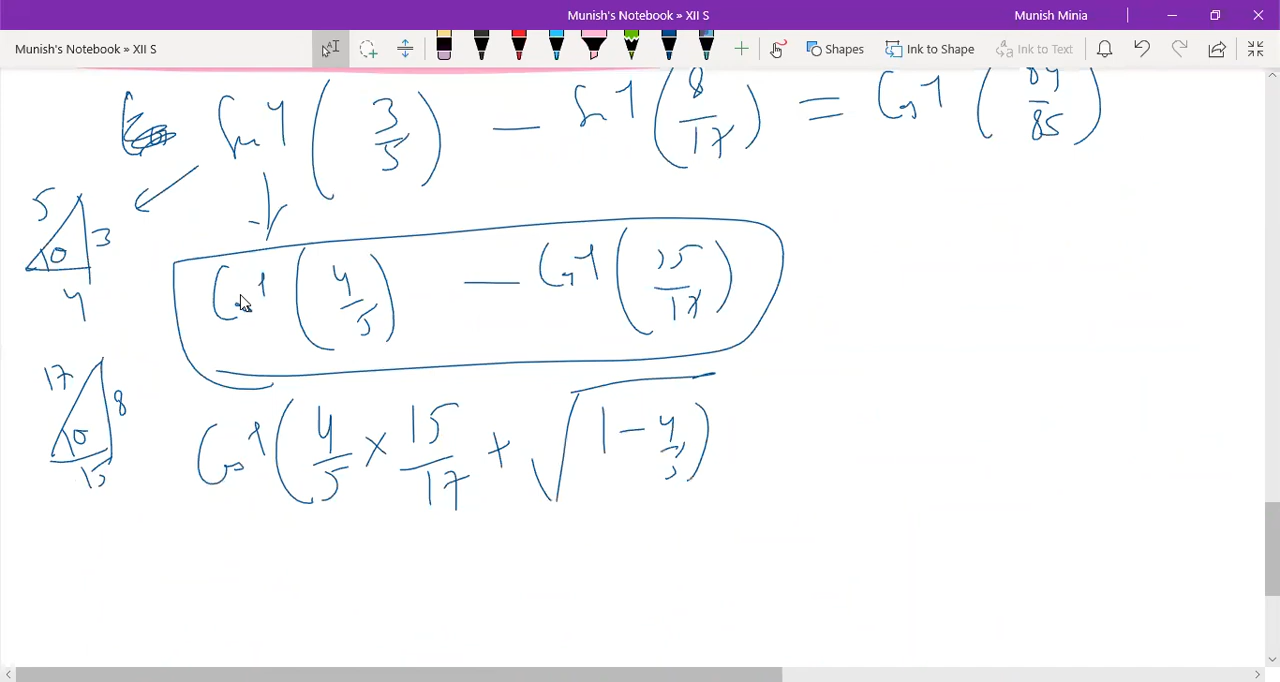 Munish's Notebook » XII S
Munish Minia
Munish's Notebook » XII S
Shapes
Ink to Shape
Ink to Text
Sin⁻¹ (3/5) — Sin⁻¹ (8/17) = Cos⁻¹ (84/85)
5 3 θ 4
Cos⁻¹ (4/5) — Cos⁻¹ (15/17)
17 8 θ 15
Cos⁻¹ (4/5 × 15/17 + √(1 – 4/5)